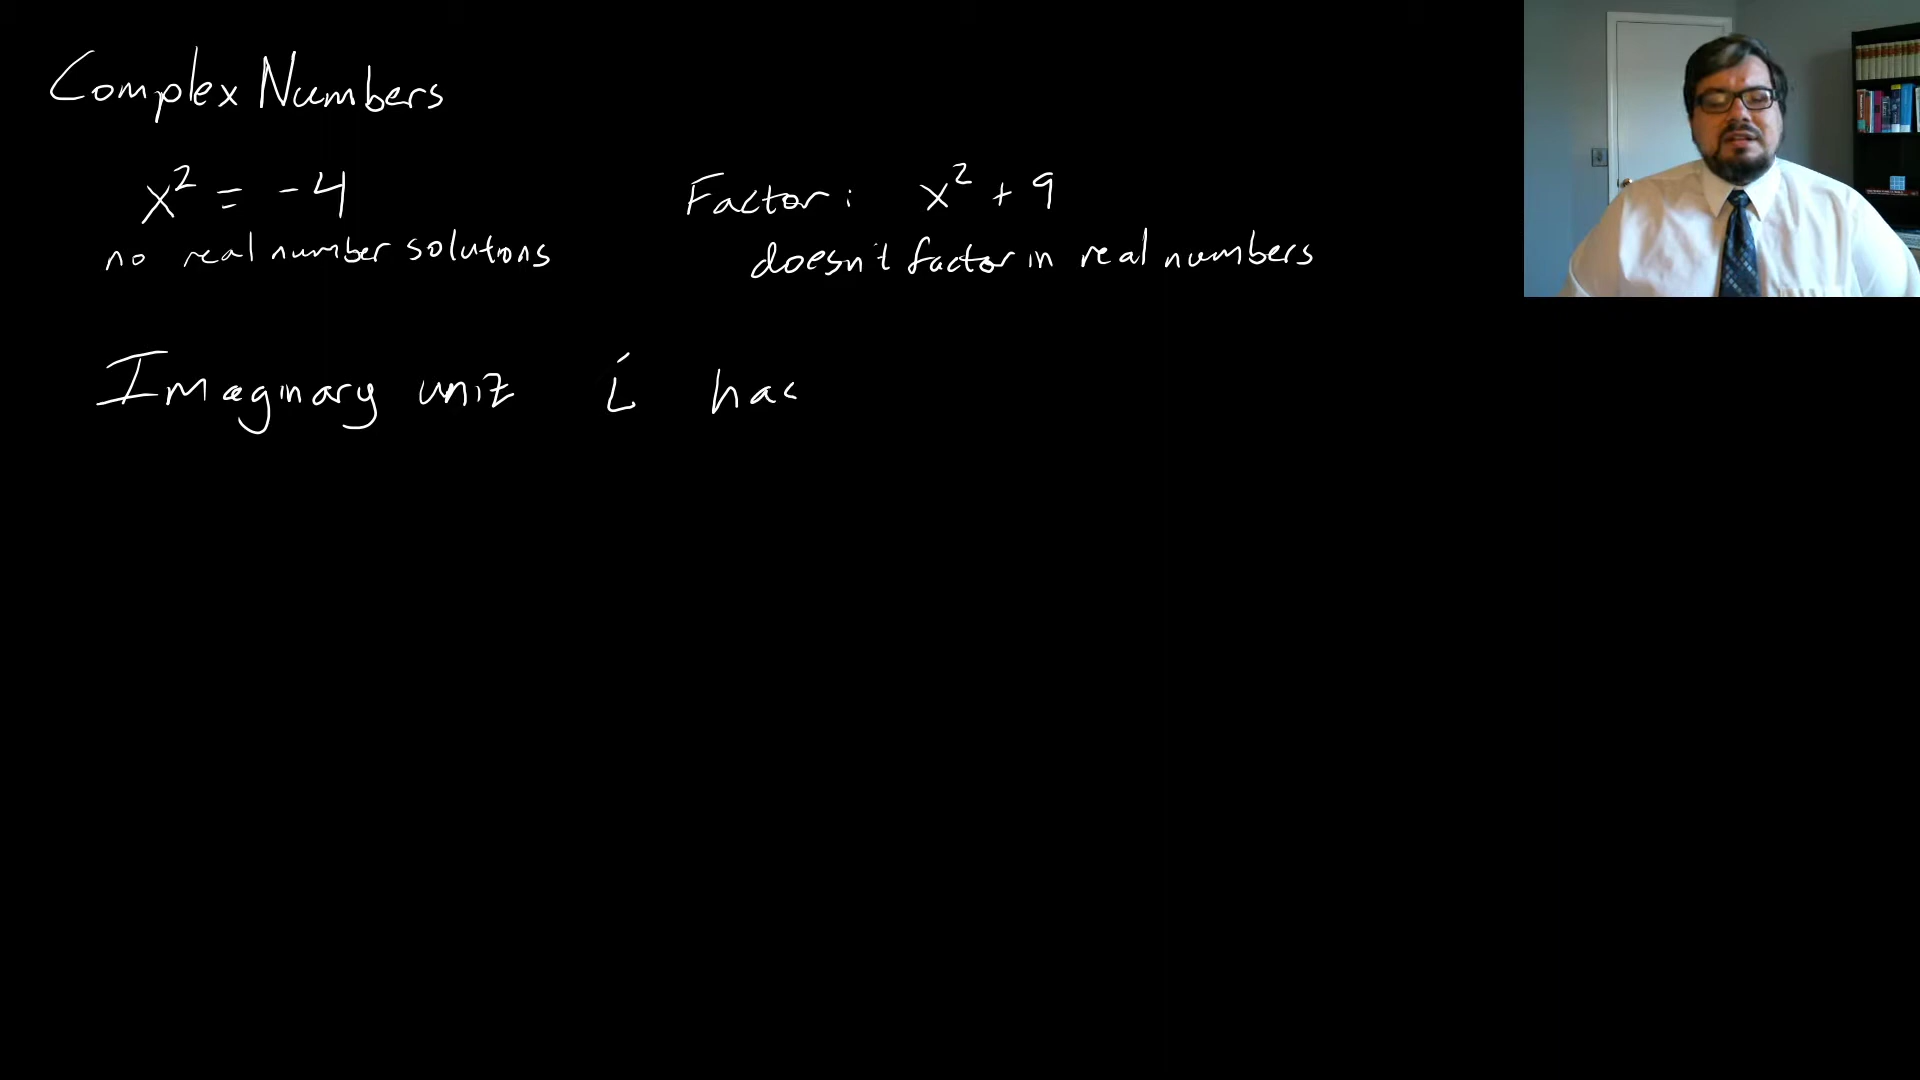 Complex Numbers
x² = -4
no real number solutions
Factor: x² + 9
doesn't factor in real numbers
Imaginary unit i has